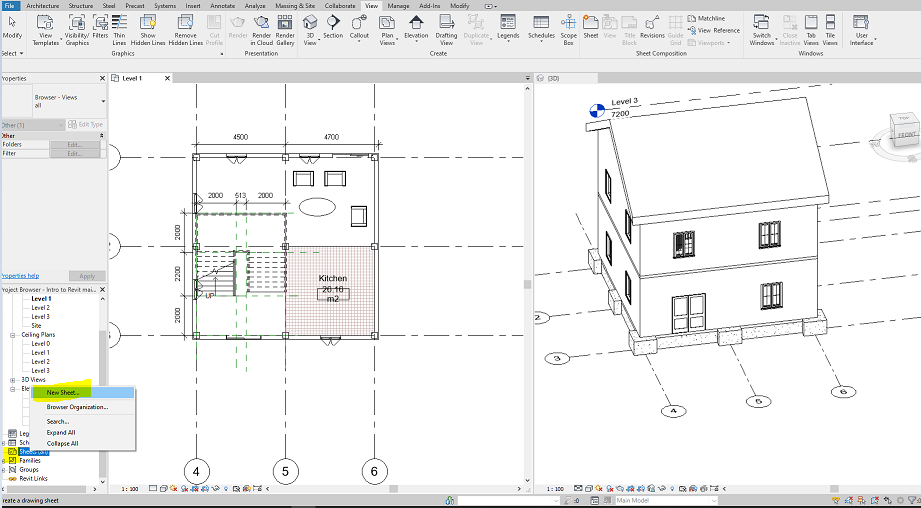 File Architecture Structure Steel Precast Systems Insert Annotate Analyze Massing & Site Collaborate View Manage Add-Ins Modify
Modify
View Templates
Visibility/ Graphics
Filters
Thin Lines
Show Hidden Lines
Remove Hidden Lines
Cut Profile
Render
Render in Cloud
Render Gallery
3D View
Section
Callout
Plan Views
Elevation
Drafting View
Duplicate View
Legends
Schedules
Scope Box
Sheet
View
Title Block
Revisions
Guide Grid
Matchline
View Reference
Viewports
Switch Windows
Close Inactive
Tab Views
Tile Views
User Interface
Select
Graphics
Presentation
Create
Sheet Composition
Windows
Properties
Browser - Views
all
Other (1)
Edit Type
Other
Folders Edit...
Filter Edit...
Properties help
Apply
Project Browser - Intro to Revit mai...
Level 1
Level 2
Level 3
Site
Ceiling Plans
Level 0
Level 1
Level 2
Level 3
3D Views
Ele
New Sheet...
Browser Organization...
Search...
Expand All
Collapse All
Leg
Sch
Sheets (all)
Families
Groups
Revit Links
Create a drawing sheet
Level 1
4500
4700
2000
513
2000
2000
2200
2000
UP
Kitchen
26.16
m2
4
5
6
1 : 100
{3D}
Level 3
7200
TOP
FRONT
2
3
4
5
6
1 : 100
:0
Main Model